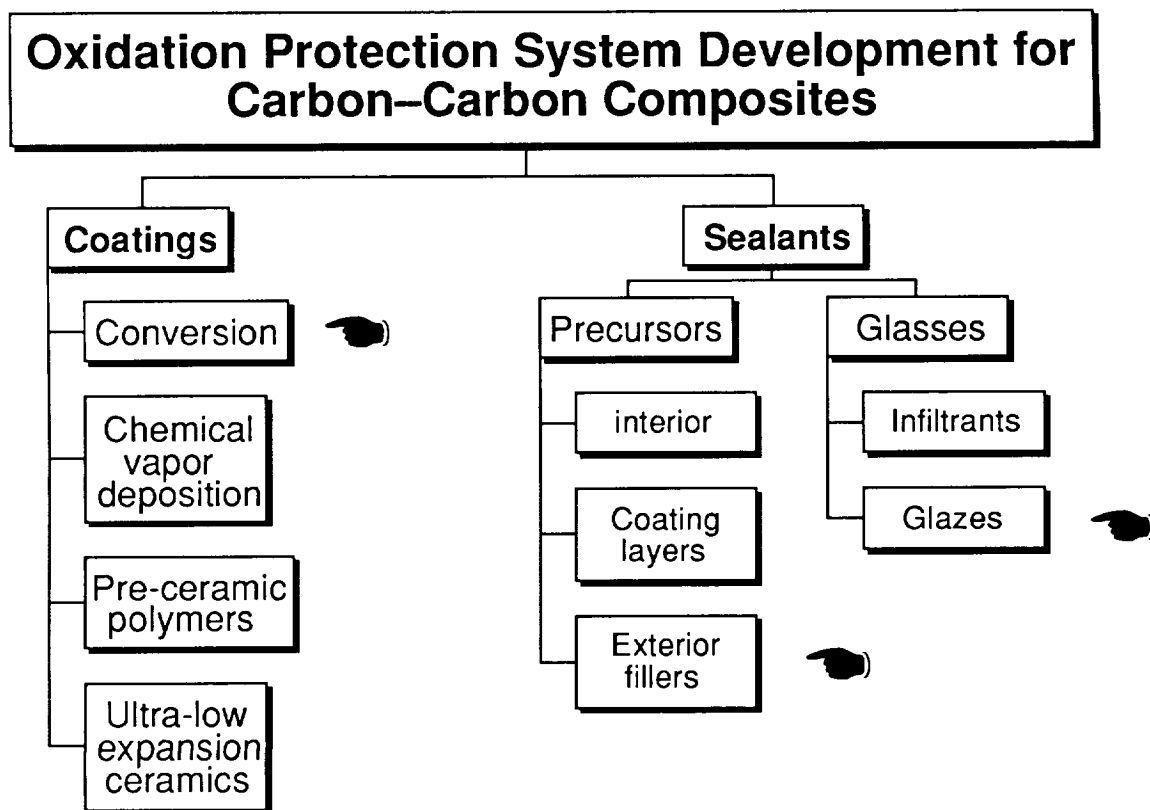 Oxidation Protection System Development for
Carbon–Carbon Composites
Coatings
Conversion
Chemical
vapor
deposition
Pre-ceramic
polymers
Ultra-low
expansion
ceramics
Sealants
Precursors
interior
Coating
layers
Exterior
fillers
Glasses
Infiltrants
Glazes